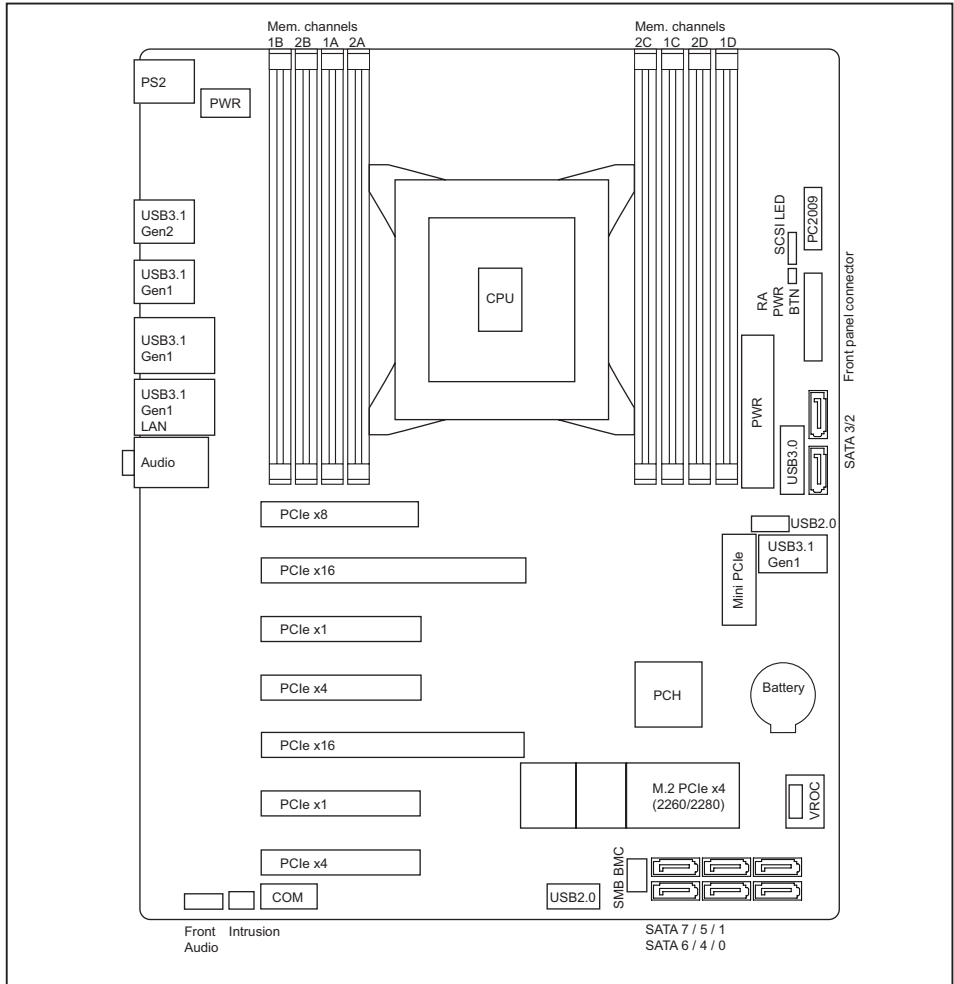 Mem. channels
1B 2B 1A 2A
Mem. channels
2C 1C 2D 1D
PS2
PWR
USB3.1
Gen2
USB3.1
Gen1
USB3.1
Gen1
USB3.1
Gen1
LAN
Audio
CPU
SCSI LED
PC2009
RA
PWR
BTN
Front panel connector
PWR
USB3.0
SATA 3/2
PCIe x8
USB2.0
USB3.1
Gen1
Mini PCIe
PCIe x16
PCIe x1
PCIe x4
PCH
Battery
PCIe x16
M.2 PCIe x4
(2260/2280)
VROC
PCIe x1
PCIe x4
SMB BMC
COM
USB2.0
Front
Audio
Intrusion
SATA 7 / 5 / 1
SATA 6 / 4 / 0